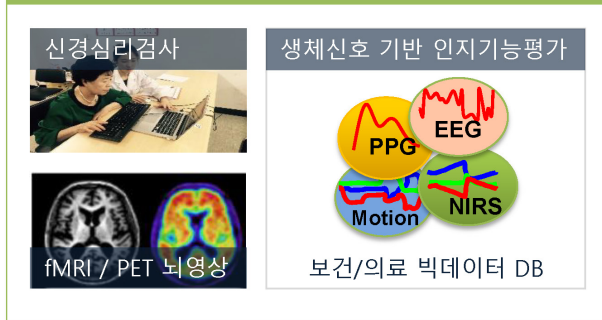 신경심리검사
생체신호 기반 인지기능평가
PPG
EEG
Motion
NIRS
fMRI / PET 뇌영상
보건/의료 빅데이터 DB